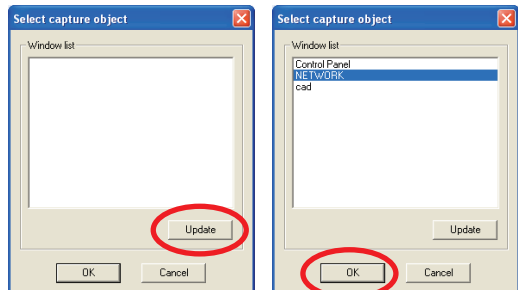 Select capture object
Window list
Update
OK Cancel
Select capture object
Window list
Control Panel
NETWORK
cad
Update
OK Cancel